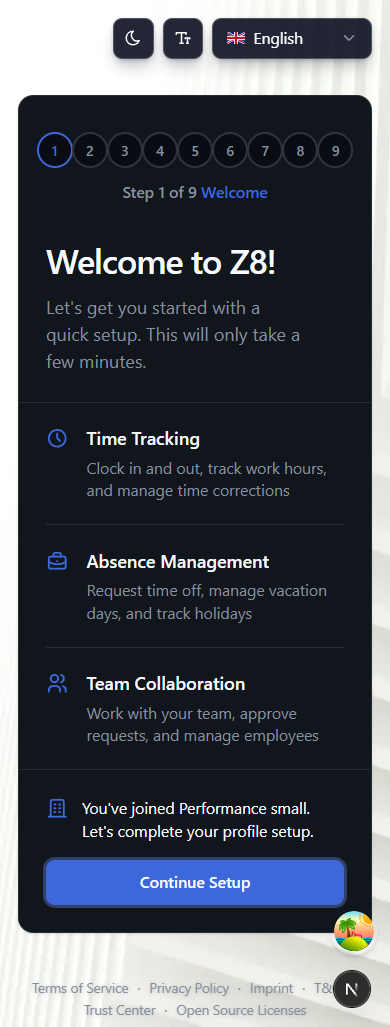 English
1 2 3 4 5 6 7 8 9
Step 1 of 9 Welcome
Welcome to Z8!
Let's get you started with a
quick setup. This will only take a
few minutes.
Time Tracking
Clock in and out, track work hours,
and manage time corrections
Absence Management
Request time off, manage vacation
days, and track holidays
Team Collaboration
Work with your team, approve
requests, and manage employees
You've joined Performance small.
Let's complete your profile setup.
Continue Setup
Terms of Service · Privacy Policy · Imprint ·
N
Trust Center · Open Source Licenses